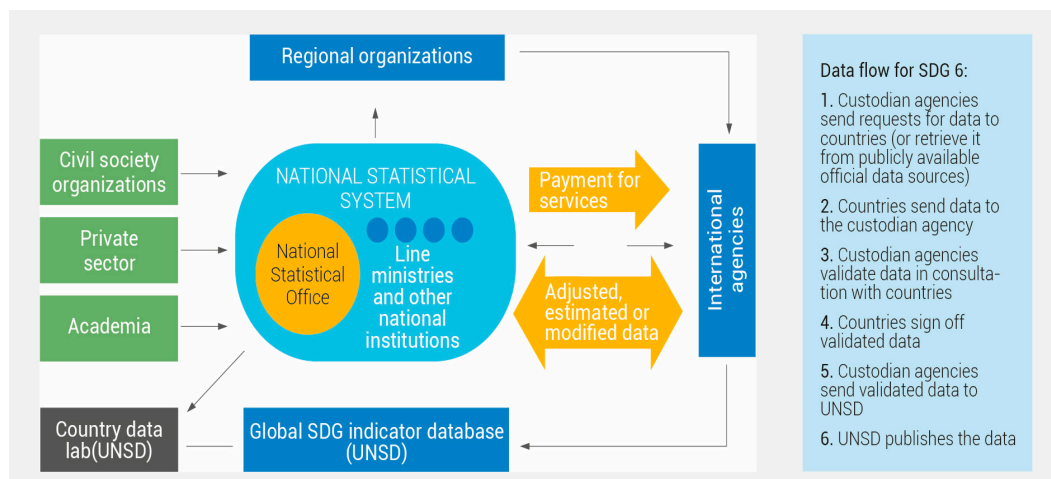 Regional organizations
Civil society
organizations
Private
sector
Academia
NATIONAL STATISTICAL
SYSTEM
National
Statistical
Office
Line
ministries
and other
national
institutions
Payment for
services
Adjusted,
estimated or
modified data
International
agencies
Country data
lab(UNSD)
Global SDG indicator database
(UNSD)
Data flow for SDG 6:
1. Custodian agencies
send requests for data to
countries (or retrieve it
from publicly available
official data sources)
2. Countries send data to
the custodian agency
3. Custodian agencies
validate data in consulta-
tion with countries
4. Countries sign off
validated data
5. Custodian agencies
send validated data to
UNSD
6. UNSD publishes the data